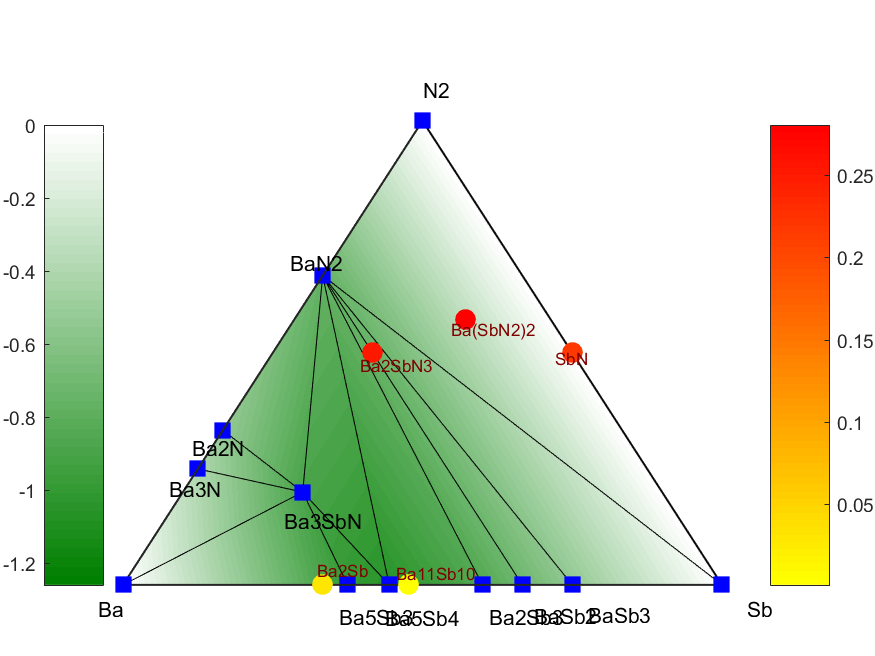 N2
0
-0.2
-0.4
-0.6
-0.8
-1
-1.2
0.25
0.2
0.15
0.1
0.05
BaN2
Ba(SbN2)2
SbN
Ba2SbN3
Ba2N
Ba3N
Ba3SbN
Ba2Sb
Ba11Sb10
Ba
Ba5Sb3
Ba5Sb4
Ba2Sb3
BaSb2
BaSb3
Sb